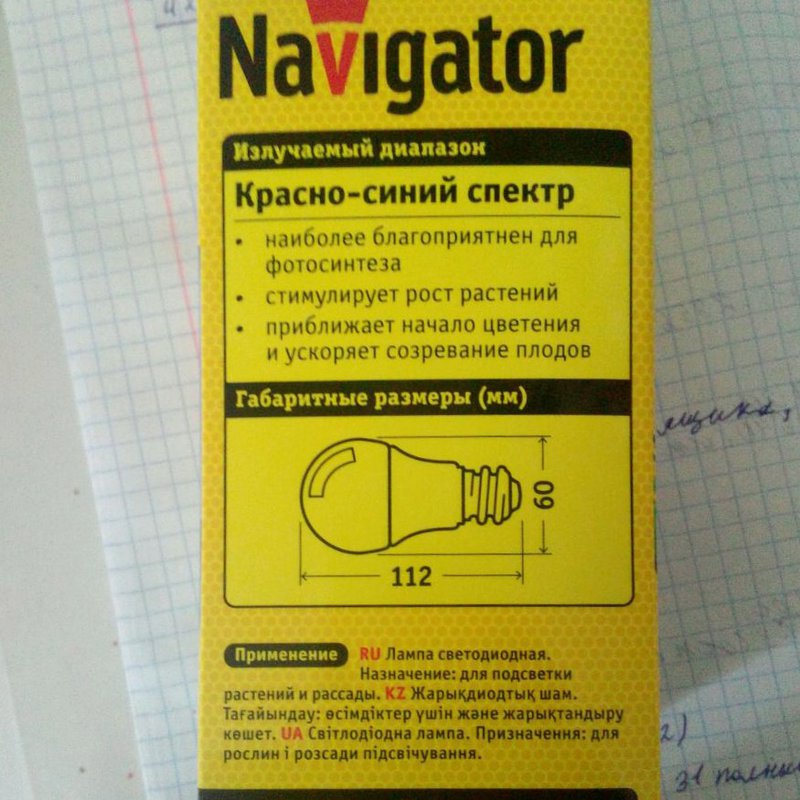 Navigator
Излучаемый диапазон
Красно-синий спектр
• наиболее благоприятнен для
фотосинтеза
• стимулирует рост растений
• приближает начало цветения
и ускоряет созревание плодов
Габаритные размеры (мм)
60
112
Применение RU Лампа светодиодная.
Назначение: для подсветки
растений и рассады. KZ Жарықдиодтық шам.
Тағайындау: өсімдіктер үшін және жарықтандыру
көшет. UA Світлодіодна лампа. Призначення: для
рослин і розсади підсвічування.
2)